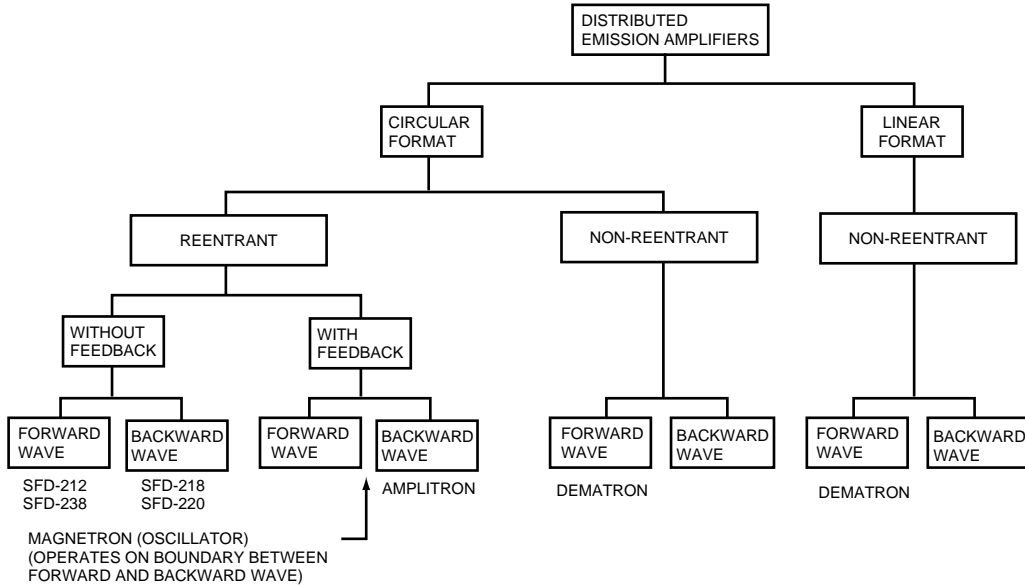 DISTRIBUTED
EMISSION AMPLIFIERS
CIRCULAR
FORMAT
LINEAR
FORMAT
REENTRANT
NON-REENTRANT
NON-REENTRANT
WITHOUT
FEEDBACK
WITH
FEEDBACK
FORWARD
WAVE
BACKWARD
WAVE
FORWARD
WAVE
BACKWARD
WAVE
FORWARD
WAVE
BACKWARD
WAVE
FORWARD
WAVE
BACKWARD
WAVE
SFD-212
SFD-238
SFD-218
SFD-220
AMPLITRON
DEMATRON
DEMATRON
MAGNETRON (OSCILLATOR)
(OPERATES ON BOUNDARY BETWEEN
FORWARD AND BACKWARD WAVE)